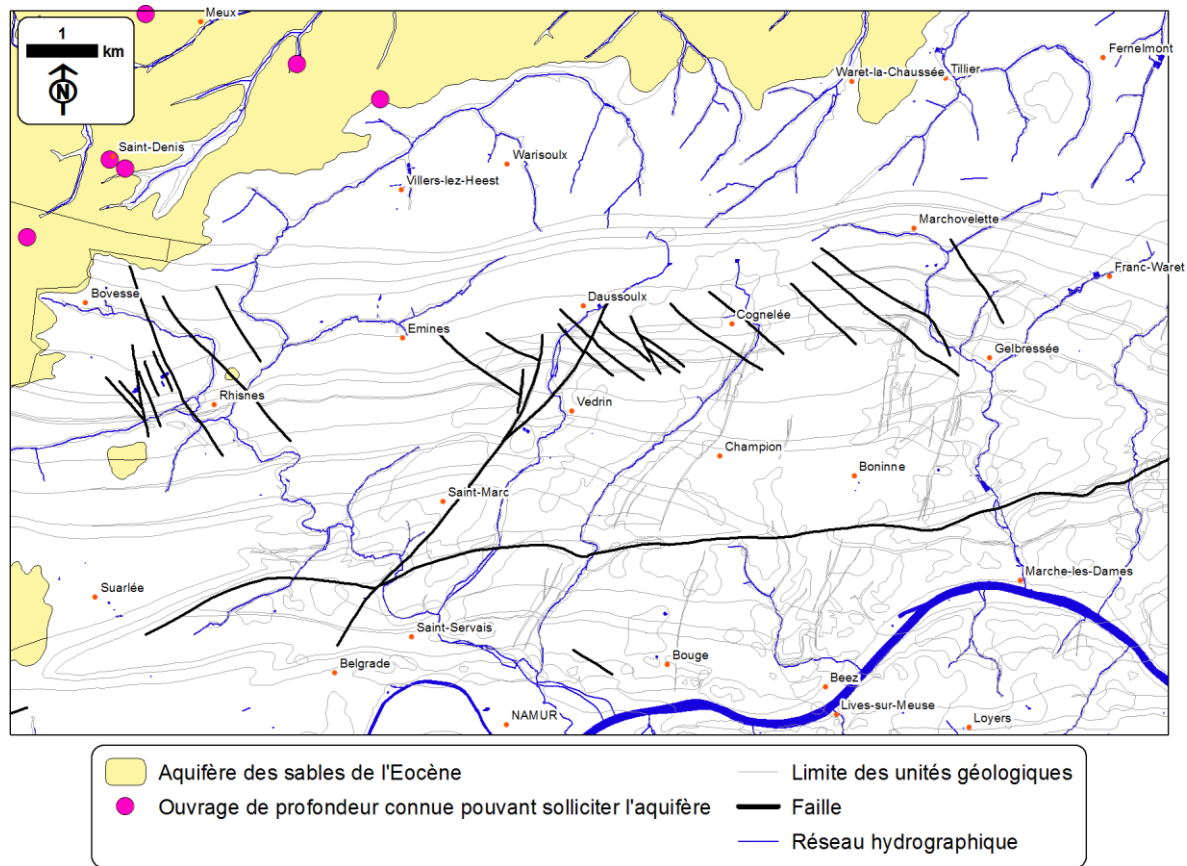 Meux
1
km
N
Fernelmont
Waret-la-Chaussée
Tillier
Saint-Denis
Warisoulx
Villers-lez-Heest
Marchovelette
Franc-Waret
Bovesse
Daussoulx
Cognelée
Emines
Gelbressée
Rhisnes
Vedrin
Champion
Boninne
Saint-Marc
Marche-les-Dames
Suarlée
Saint-Servais
Bouge
Belgrade
Beez
Lives-sur-Meuse
NAMUR
Loyers
Aquifère des sables de l'Eocène
Limite des unités géologiques
Ouvrage de profondeur connue pouvant solliciter l'aquifère
Faille
Réseau hydrographique